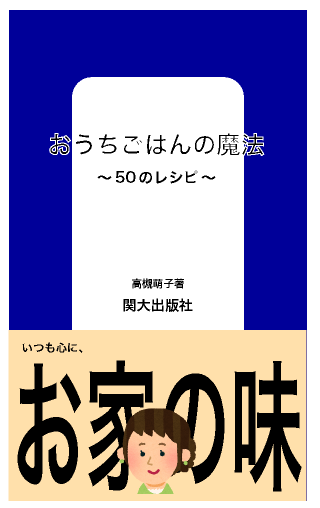 おうちごはんの魔法
～50のレシピ～
高槻萌子著
関大出版社
いつも心に、
お家の味